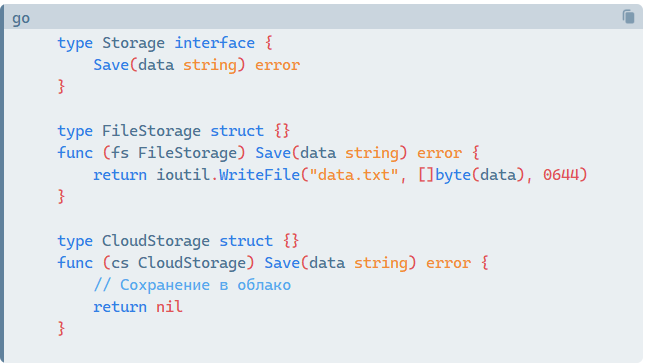 go
type Storage interface {
    Save(data string) error
}

type FileStorage struct {}
func (fs FileStorage) Save(data string) error {
    return ioutil.WriteFile("data.txt", []byte(data), 0644)
}

type CloudStorage struct {}
func (cs CloudStorage) Save(data string) error {
    // Сохранение в облако
    return nil
}